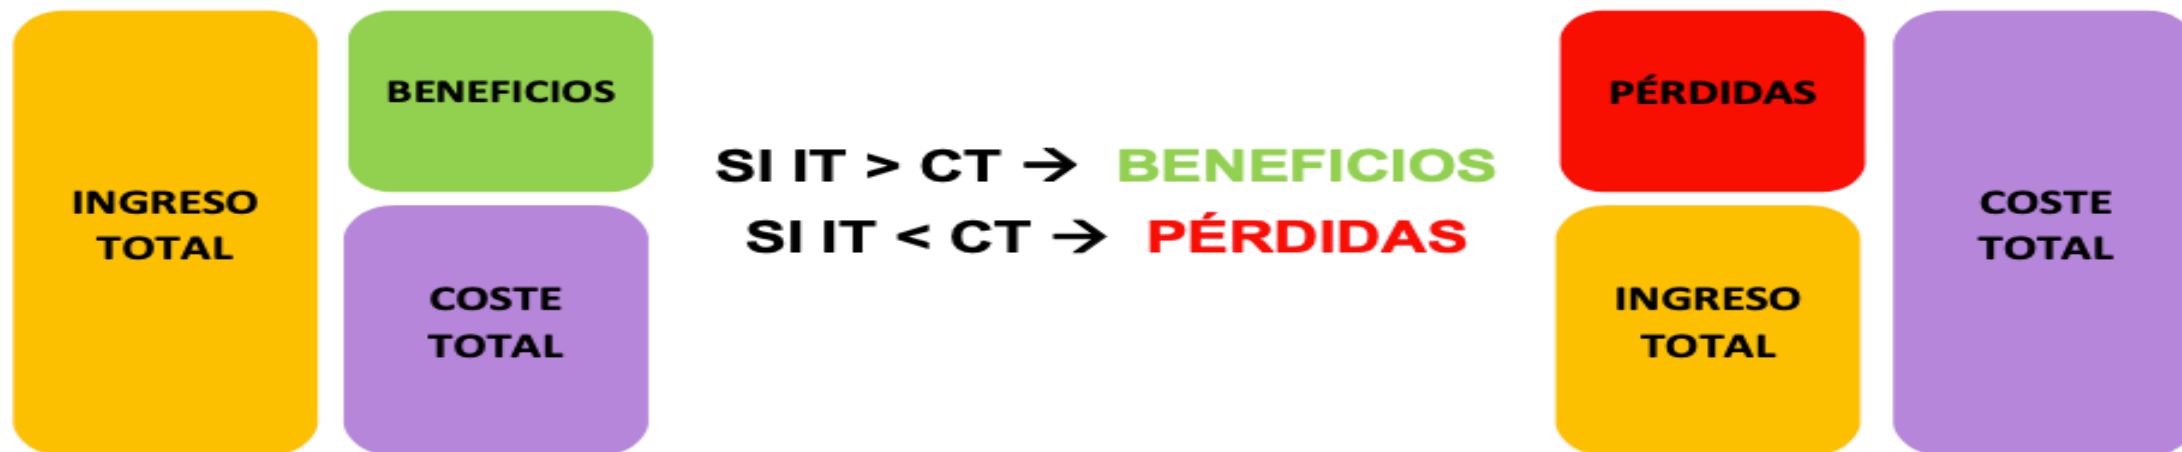 INGRESO
TOTAL
BENEFICIOS
COSTE
TOTAL
SI IT > CT → BENEFICIOS
SI IT < CT → PÉRDIDAS
PÉRDIDAS
INGRESO
TOTAL
COSTE
TOTAL